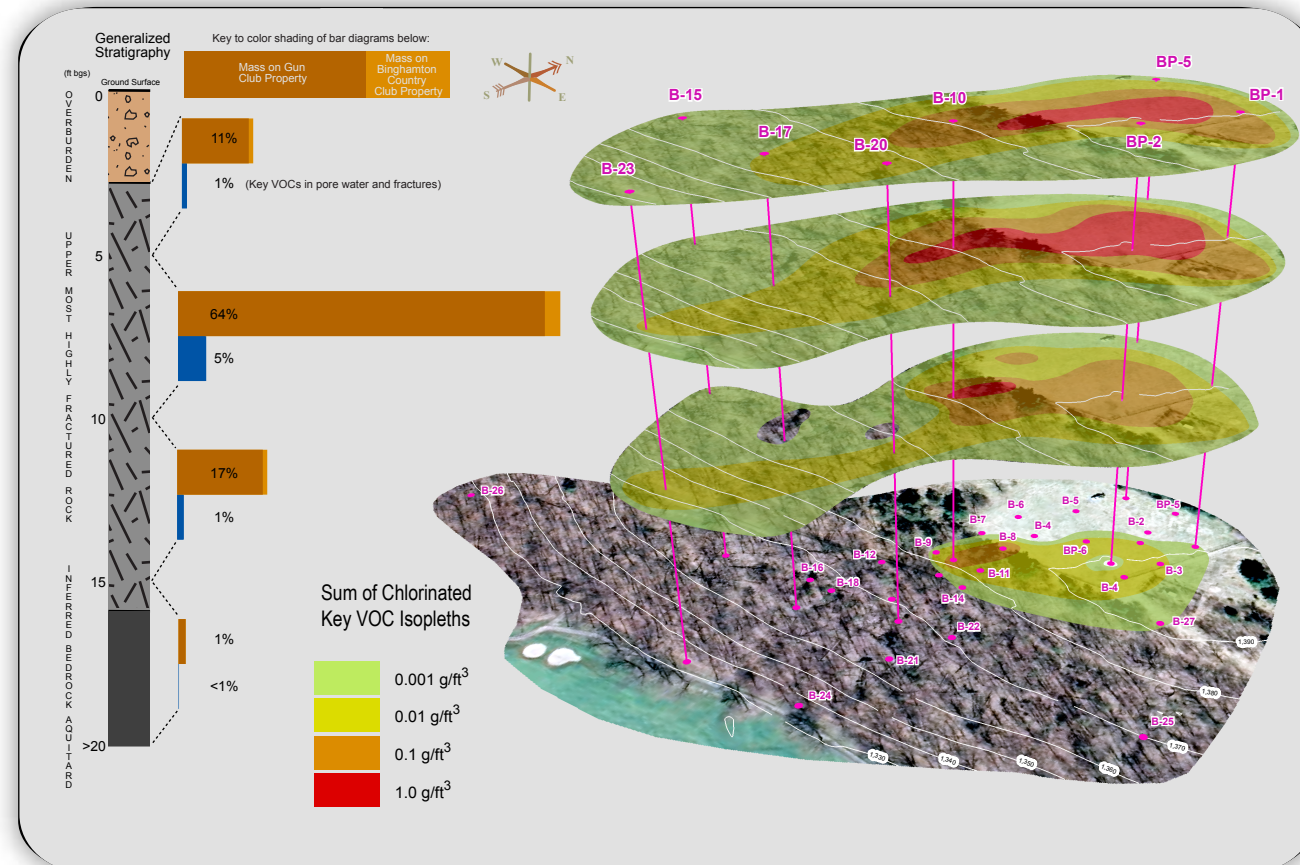 Generalized
Stratigraphy
(ft bgs)
Ground Surface
Key to color shading of bar diagrams below:
Mass on Gun
Club Property
Mass on
Binghamton
Country
Club Property
W
N
S
E
0
5
10
15
>20
OVERBURDEN
UPPER MOST HIGHLY FRACTURED ROCK
INFERRED BEDROCK AQUITARD
11%
1% (Key VOCs in pore water and fractures)
64%
5%
17%
1%
1%
<1%
Sum of Chlorinated
Key VOC Isopleths
0.001 g/ft³
0.01 g/ft³
0.1 g/ft³
1.0 g/ft³
BP-5
B-15
B-10
BP-1
B-17
B-20
BP-2
B-23
B-26
B-6
B-5
BP-5
B-7
B-4
B-2
B-9
B-8
BP-6
B-12
B-16
B-11
B-3
B-18
B-4
B-14
B-27
B-22
B-21
B-24
B-25
1,390
1,380
1,370
1,360
1,350
1,340
1,330